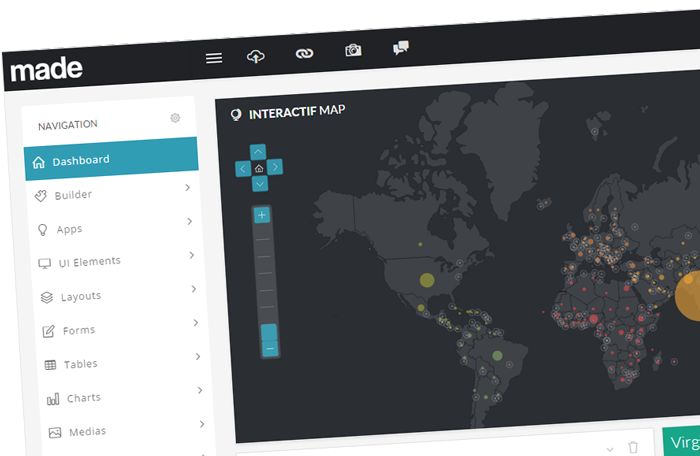 made
NAVIGATION
Dashboard
Builder
Apps
UI Elements
Layouts
Forms
Tables
Charts
Medias
INTERACTIF MAP
Virg